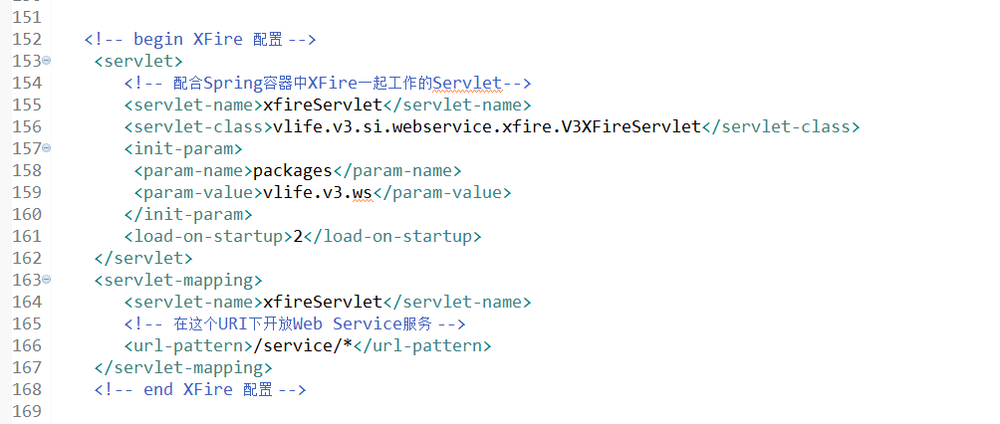 151
152 <!-- begin XFire 配置 -->
153 <servlet>
154 <!-- 配合Spring容器中XFire一起工作的Servlet-->
155 <servlet-name>xfireServlet</servlet-name>
156 <servlet-class>vlife.v3.si.webservice.xfire.V3XFireServlet</servlet-class>
157 <init-param>
158 <param-name>packages</param-name>
159 <param-value>vlife.v3.ws</param-value>
160 </init-param>
161 <load-on-startup>2</load-on-startup>
162 </servlet>
163 <servlet-mapping>
164 <servlet-name>xfireServlet</servlet-name>
165 <!-- 在这个URI下开放Web Service服务 -->
166 <url-pattern>/service/*</url-pattern>
167 </servlet-mapping>
168 <!-- end XFire 配置 -->
169